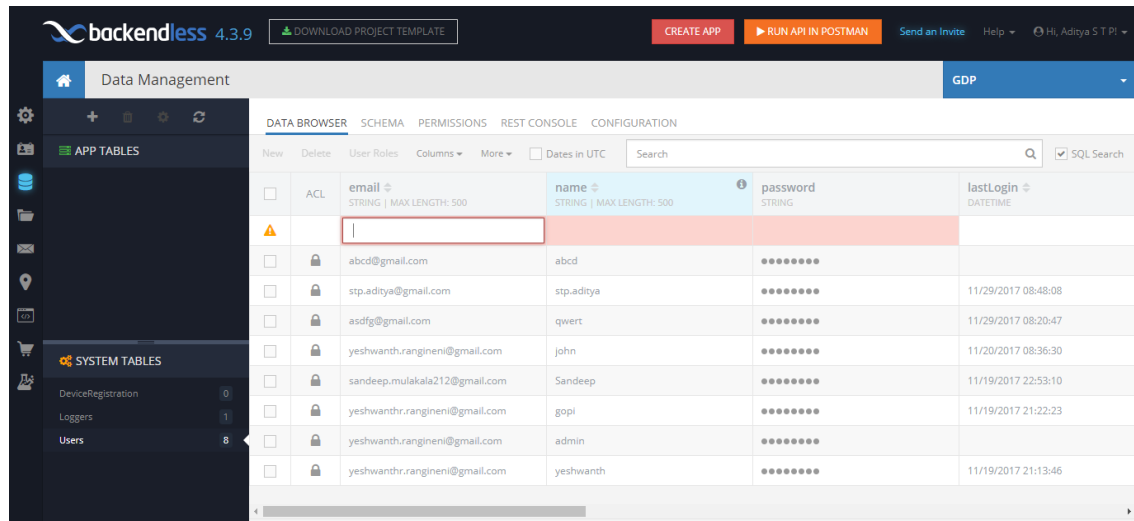 backendless 4.3.9 DOWNLOAD PROJECT TEMPLATE CREATE APP RUN API IN POSTMAN Send an Invite Help Hi, Aditya S T P!
Data Management GDP
DATA BROWSER SCHEMA PERMISSIONS REST CONSOLE CONFIGURATION
APP TABLES
New Delete User Roles Columns More Dates in UTC Search SQL Search
ACL email name password lastLogin
STRING | MAX LENGTH: 500 STRING | MAX LENGTH: 500 STRING DATETIME
abcd@gmail.com abcd ●●●●●●●●
stp.aditya@gmail.com stp.aditya ●●●●●●●● 11/29/2017 08:48:08
asdfg@gmail.com qwert ●●●●●●●● 11/29/2017 08:20:47
yeshwanth.rangineni@gmail.com john ●●●●●●●● 11/20/2017 08:36:30
sandeep.mulakala212@gmail.com Sandeep ●●●●●●●● 11/19/2017 22:53:10
yeshwanthr.rangineni@gmail.com gopi ●●●●●●●● 11/19/2017 21:22:23
yeshwanth.rangineni@gmail.com admin ●●●●●●●●
yeshwanthr.rangineni@gmail.com yeshwanth ●●●●●●●● 11/19/2017 21:13:46
SYSTEM TABLES
DeviceRegistration 0
Loggers 1
Users 8